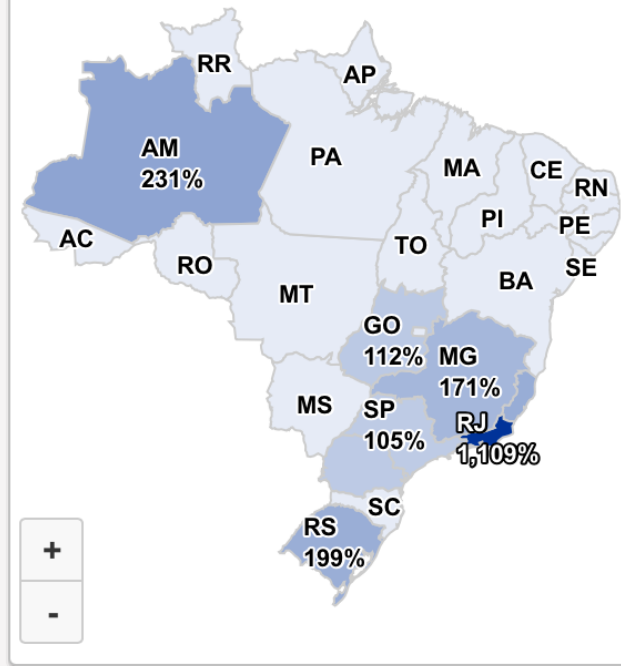 RR
AP
AM
231%
PA
MA
CE
RN
PI
PE
AC
TO
SE
RO
BA
MT
GO
112%
MG
171%
MS
SP
105%
RJ
1,109%
SC
RS
199%
+
-